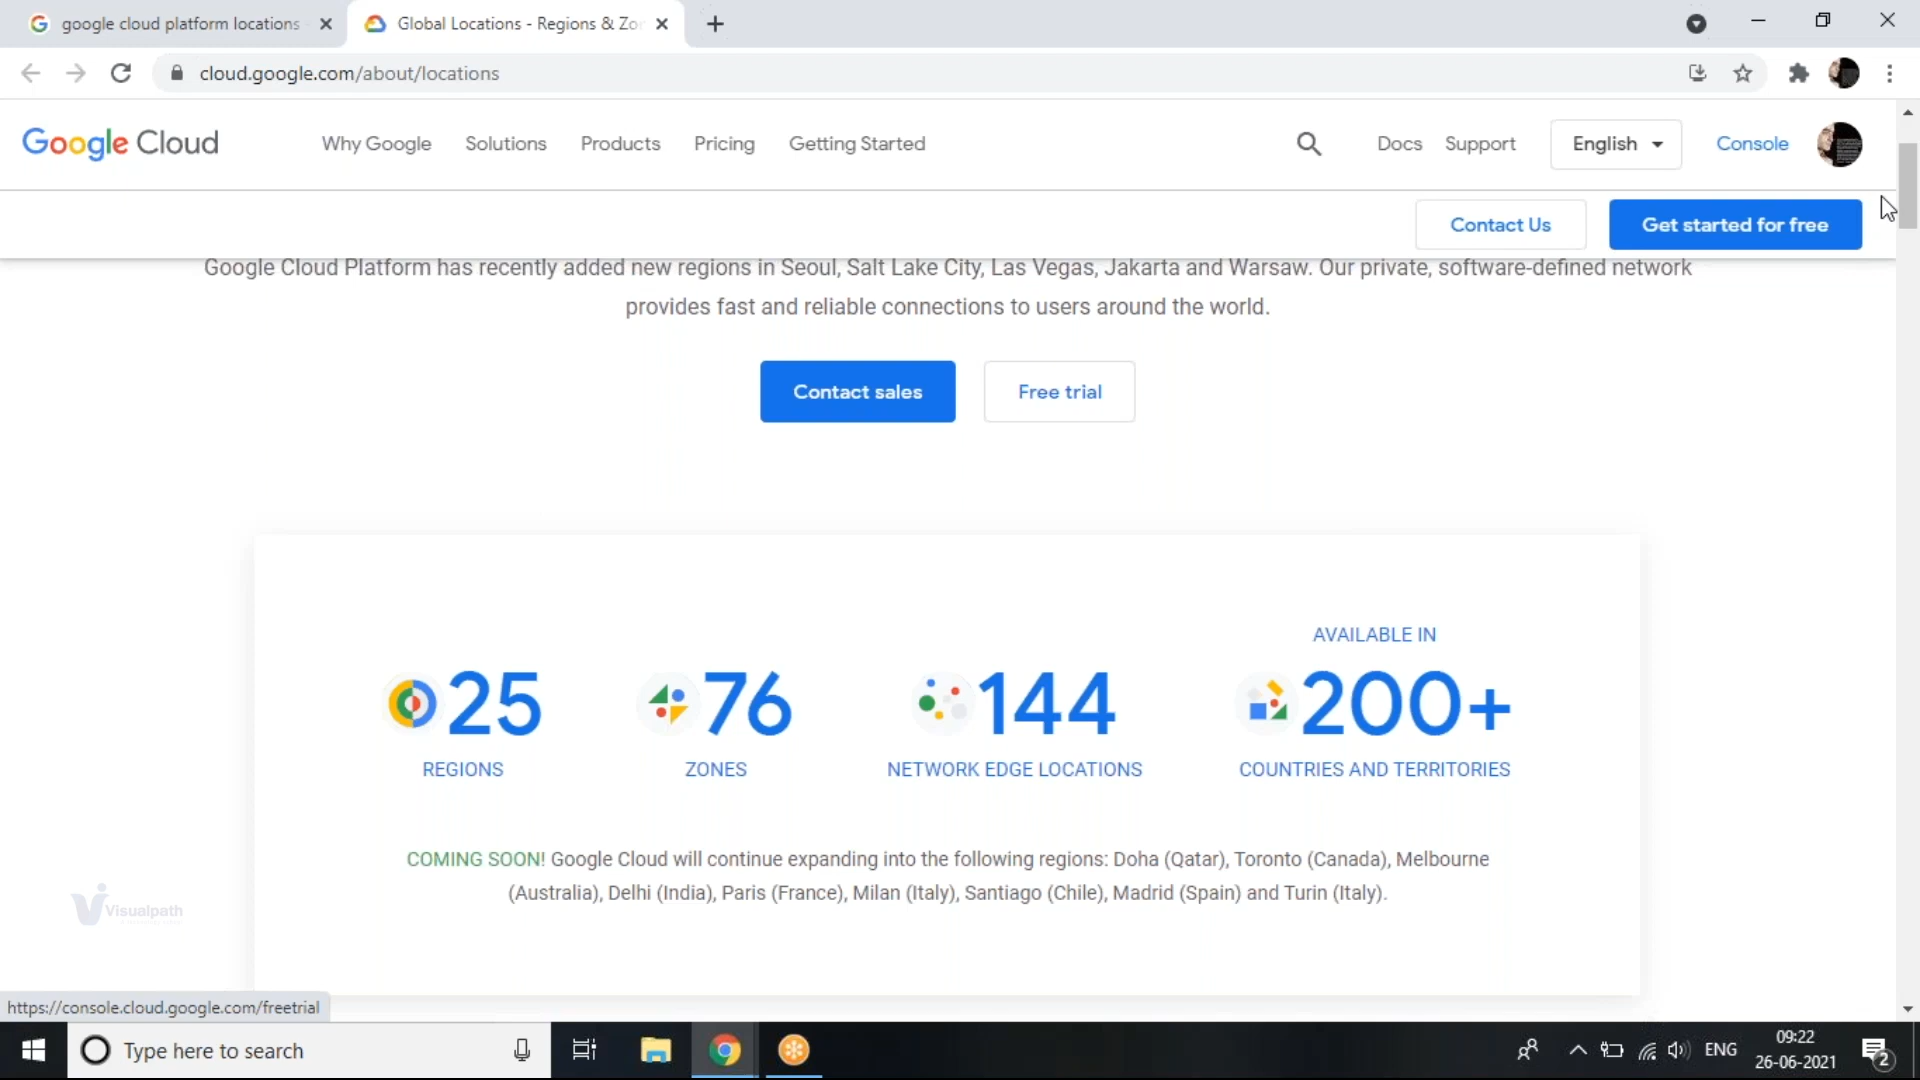 google cloud platform locations
Global Locations - Regions & Zo
cloud.google.com/about/locations
Google Cloud
Why Google
Solutions
Products
Pricing
Getting Started
Docs
Support
English
Console
Contact Us
Get started for free
Google Cloud Platform has recently added new regions in Seoul, Salt Lake City, Las Vegas, Jakarta and Warsaw. Our private, software-defined network
provides fast and reliable connections to users around the world.
Contact sales
Free trial
AVAILABLE IN
25
76
144
200+
REGIONS
ZONES
NETWORK EDGE LOCATIONS
COUNTRIES AND TERRITORIES
COMING SOON! Google Cloud will continue expanding into the following regions: Doha (Qatar), Toronto (Canada), Melbourne
(Australia), Delhi (India), Paris (France), Milan (Italy), Santiago (Chile), Madrid (Spain) and Turin (Italy).
Visualpath
https://console.cloud.google.com/freetrial
Type here to search
ENG
09:22
26-06-2021
2